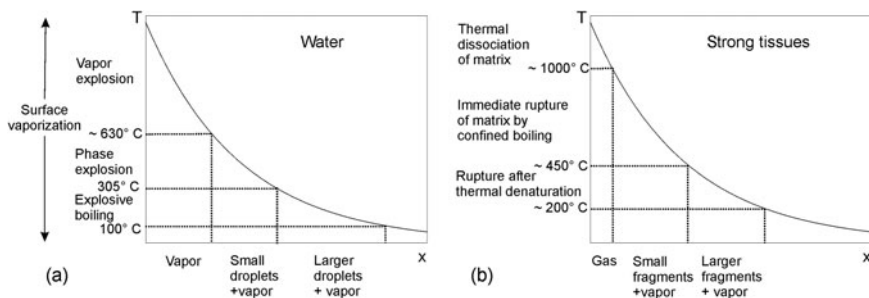 T
Water
Vapor
explosion
Surface
vaporization
~ 630° C
Phase
explosion
305° C
Explosive
boiling
100° C
x
(a)
Vapor
Small
droplets
+vapor
Larger
droplets
+ vapor
T
Strong tissues
Thermal
dissociation
of matrix
~ 1000° C
Immediate rupture
of matrix by
confined boiling
~ 450° C
Rupture after
thermal denaturation
~ 200° C
x
(b)
Gas
Small
fragments
+vapor
Larger
fragments
+ vapor